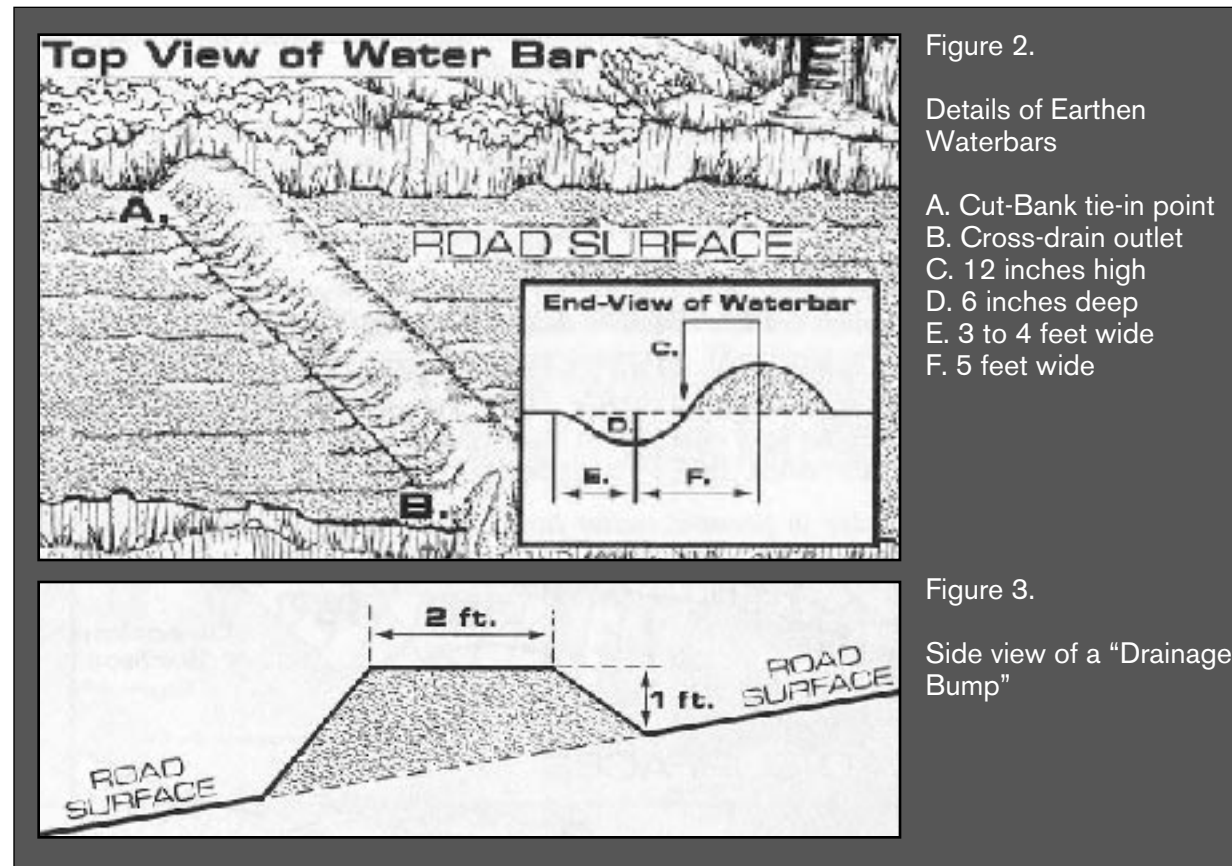 Top View of Water Bar
A.
ROAD SURFACE
B.
End-View of Waterbar
C.
D.
E.
F.
Figure 2.
Details of Earthen
Waterbars
A. Cut-Bank tie-in point
B. Cross-drain outlet
C. 12 inches high
D. 6 inches deep
E. 3 to 4 feet wide
F. 5 feet wide
2 ft.
1 ft.
ROAD
SURFACE
ROAD
SURFACE
Figure 3.
Side view of a “Drainage
Bump”